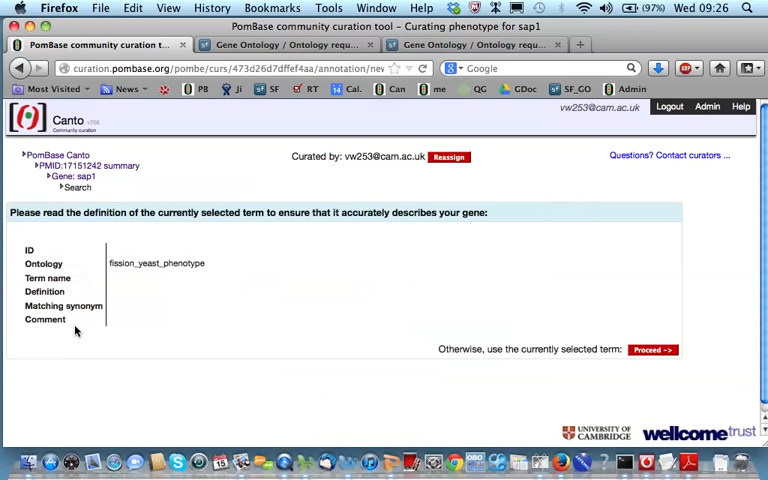 Firefox File Edit View History Bookmarks Tools Window Help (97%) Wed 09:26
PomBase community curation tool – Curating phenotype for sap1
PomBase community curation t... Gene Ontology / Ontology requ... Gene Ontology / Ontology requ...
curation.pombase.org/pombe/curs/473d26d7dffef4aa/annotation/new Google
Most Visited News PB Ji SF RT Cal. Can me QG GDoc SF_GO Admin
vw253@cam.ac.uk Logout Admin Help
Canto
Community curation
PomBase Canto
PMID:17151242 summary
Gene: sap1
Search
Curated by: vw253@cam.ac.uk Reassign
Questions? Contact curators ...
Please read the definition of the currently selected term to ensure that it accurately describes your gene:
ID
Ontology fission_yeast_phenotype
Term name
Definition
Matching synonym
Comment
Otherwise, use the currently selected term: Proceed ->
UNIVERSITY OF
CAMBRIDGE
wellcometrust